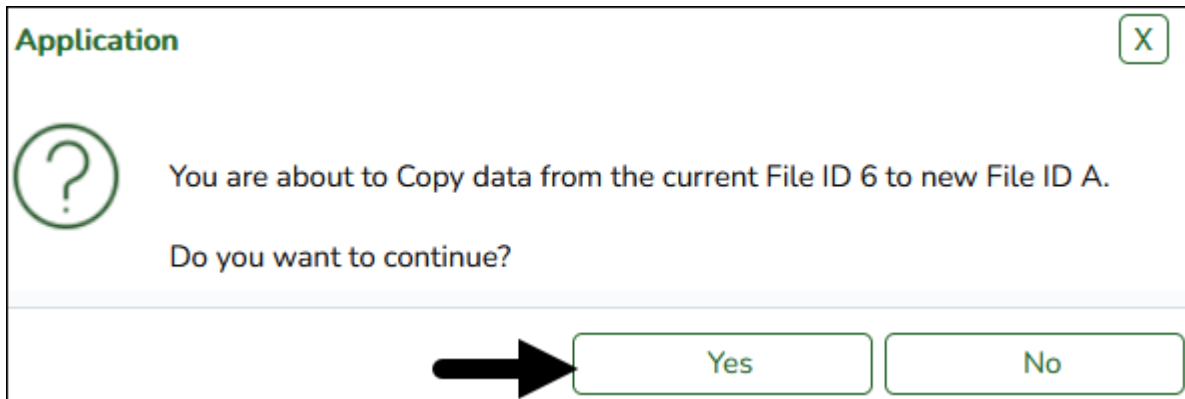 Application
X
?
You are about to Copy data from the current File ID 6 to new File ID A.
Do you want to continue?
Yes
No